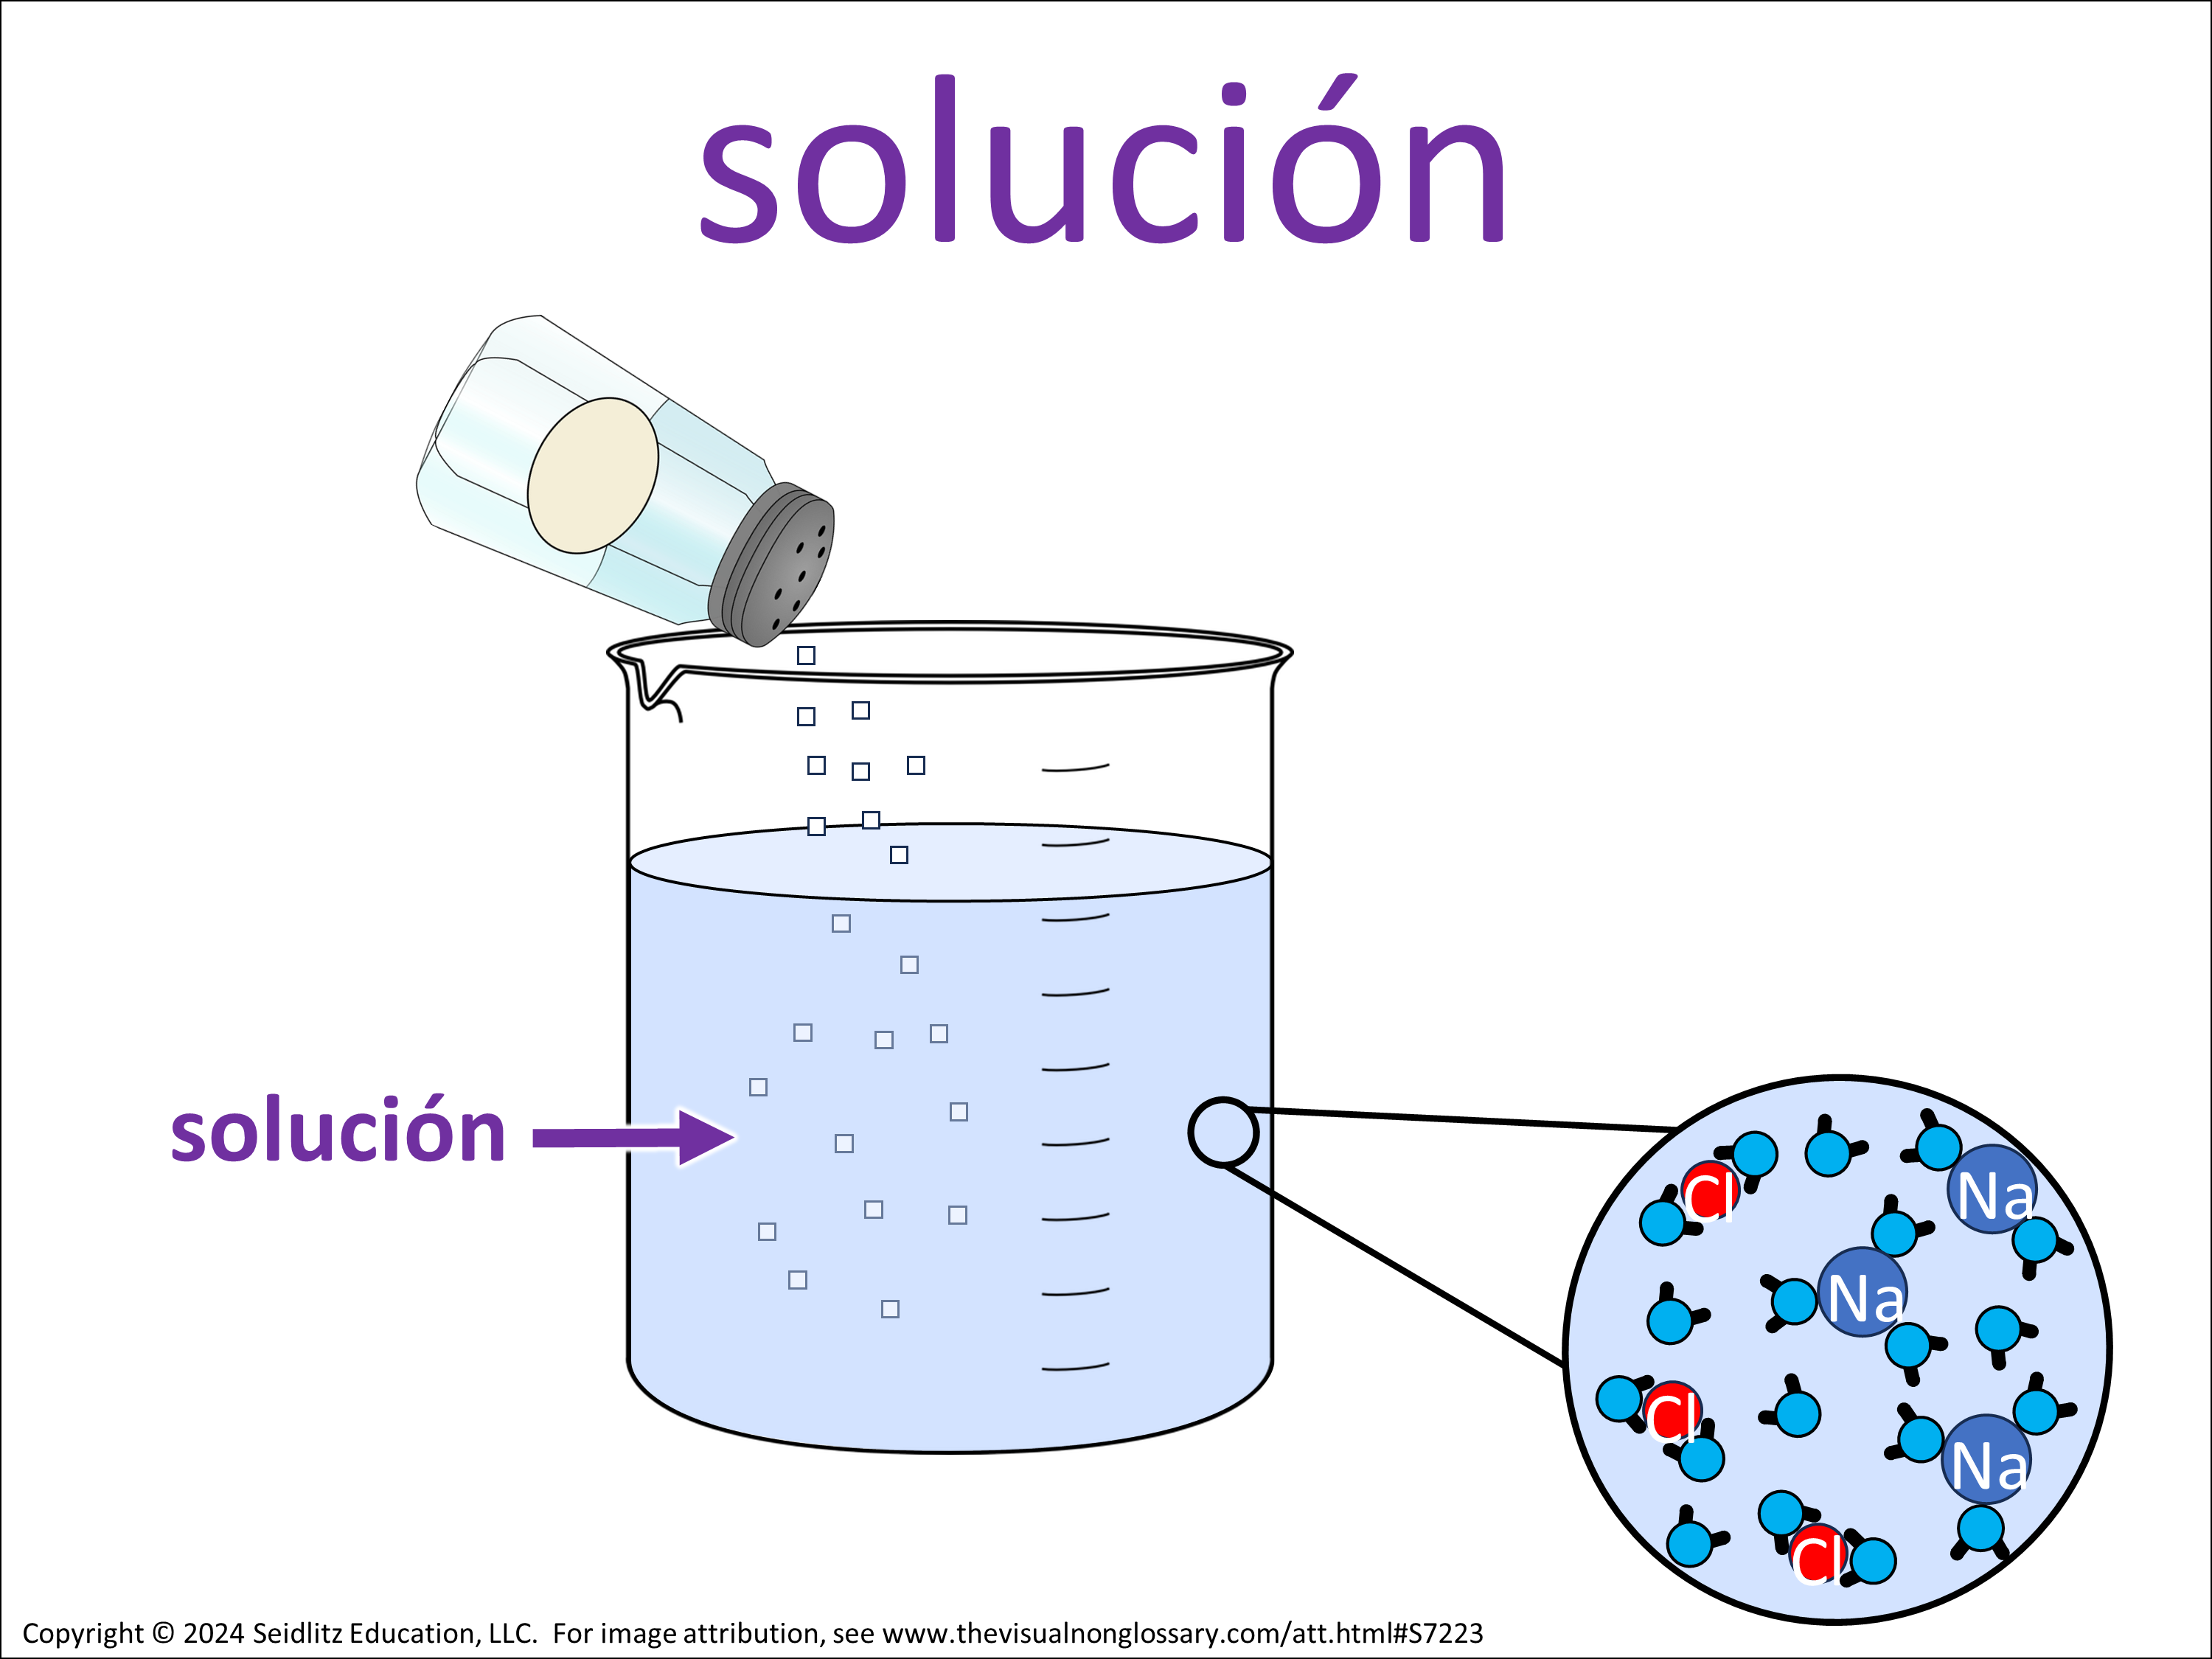 solución
solución
Cl
Na
Na
Cl
Na
Cl
Copyright © 2024 Seidlitz Education, LLC.  For image attribution, see www.thevisualnonglossary.com/att.html#S7223